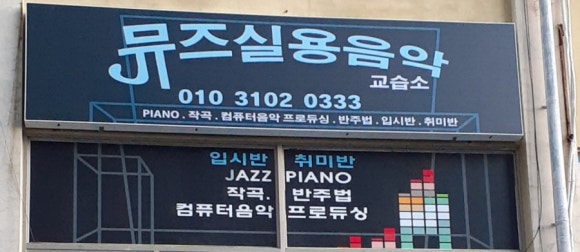 뮤즈실용음악
교습소
010 3102 0333
PIANO . 작곡 . 컴퓨터음악 프로듀싱 . 반주법 . 입시반 . 취미반
입시반 취미반
JAZZ PIANO
작곡. 반주법
컴퓨터음악 프로듀싱